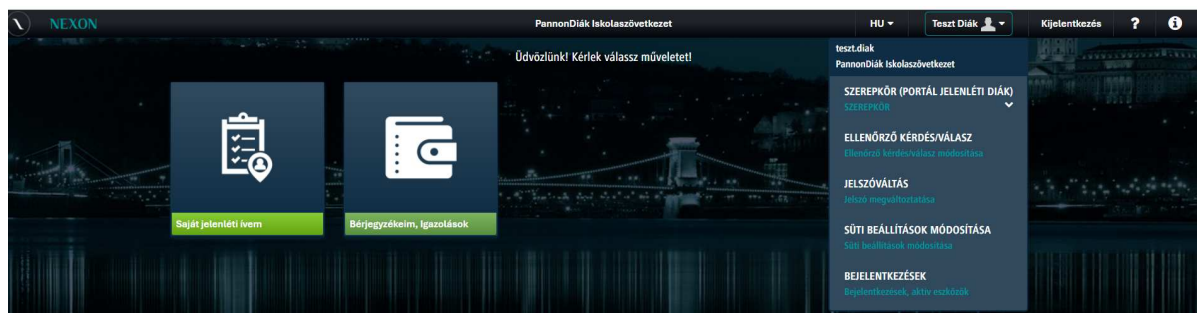 NEXON
PannonDiák Iskolaszövetkezet
HU
Teszt Diák
Kijelentkezés
?
Üdvözlünk! Kérlek válassz műveletet!
teszt.diak
PannonDiák Iskolaszövetkezet
SZEREPKÖR (PORTÁL JELENLÉTI DIÁK)
SZEREPKÖR
ELLENŐRZŐ KÉRDÉS/VÁLASZ
Ellenőrző kérdés/válasz módosítása
JELSZÓVÁLTÁS
Jelszó megváltoztatása
SÜTI BEÁLLÍTÁSOK MÓDOSÍTÁSA
Süti beállítások módosítása
BEJELENTKEZÉSEK
Bejelentkezések, aktív eszközök
Saját jelenléti ívem
Bérjegyzékeim, Igazolások